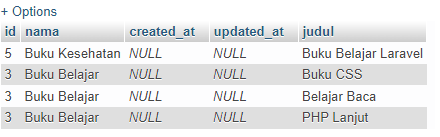 + Options
id nama created_at updated_at judul
5 Buku Kesehatan NULL NULL Buku Belajar Laravel
3 Buku Belajar NULL NULL Buku CSS
3 Buku Belajar NULL NULL Belajar Baca
3 Buku Belajar NULL NULL PHP Lanjut